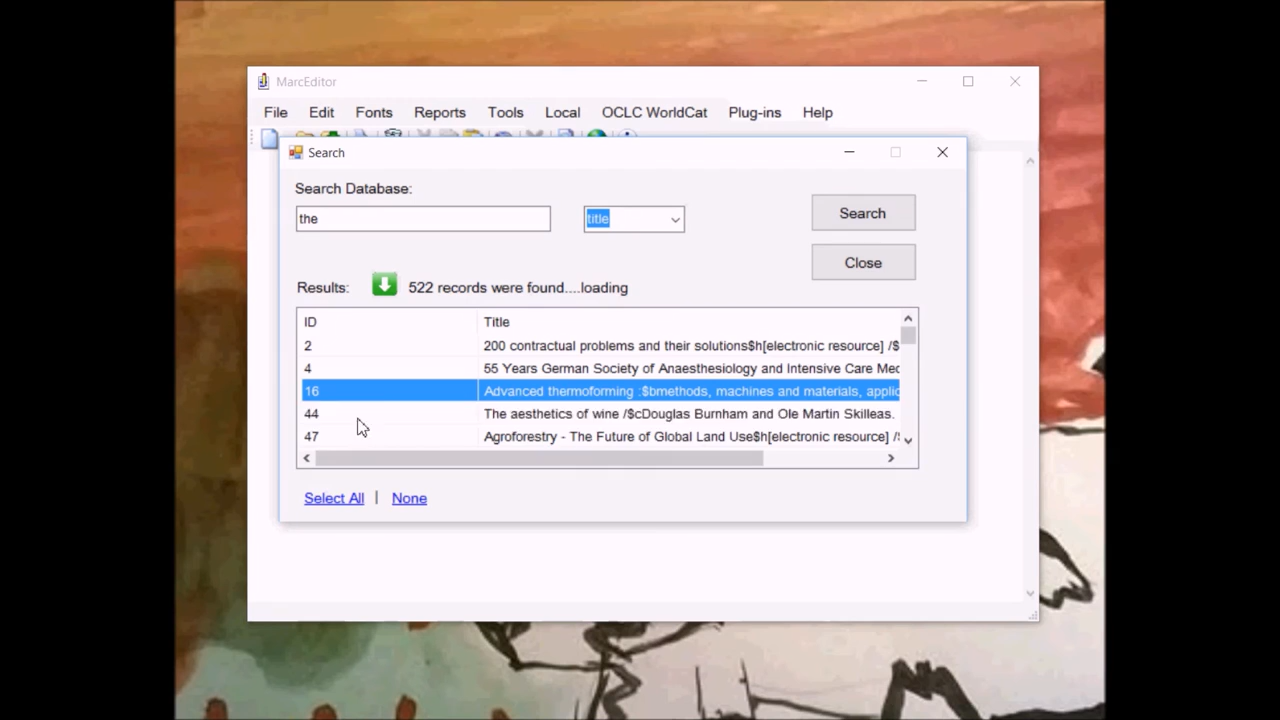 MarcEditor
File Edit Fonts Reports Tools Local OCLC WorldCat Plug-ins Help
Search
Search Database:
the title Search
Close
Results: 522 records were found....loading
ID Title
2 200 contractual problems and their solutions$h[electronic resource] /$
4 55 Years German Society of Anaesthesiology and Intensive Care Med
16 Advanced thermoforming :$bmethods, machines and materials, applic
44 The aesthetics of wine /$cDouglas Burnham and Ole Martin Skilleas.
47 Agroforestry - The Future of Global Land Use$h[electronic resource] /
Select All | None